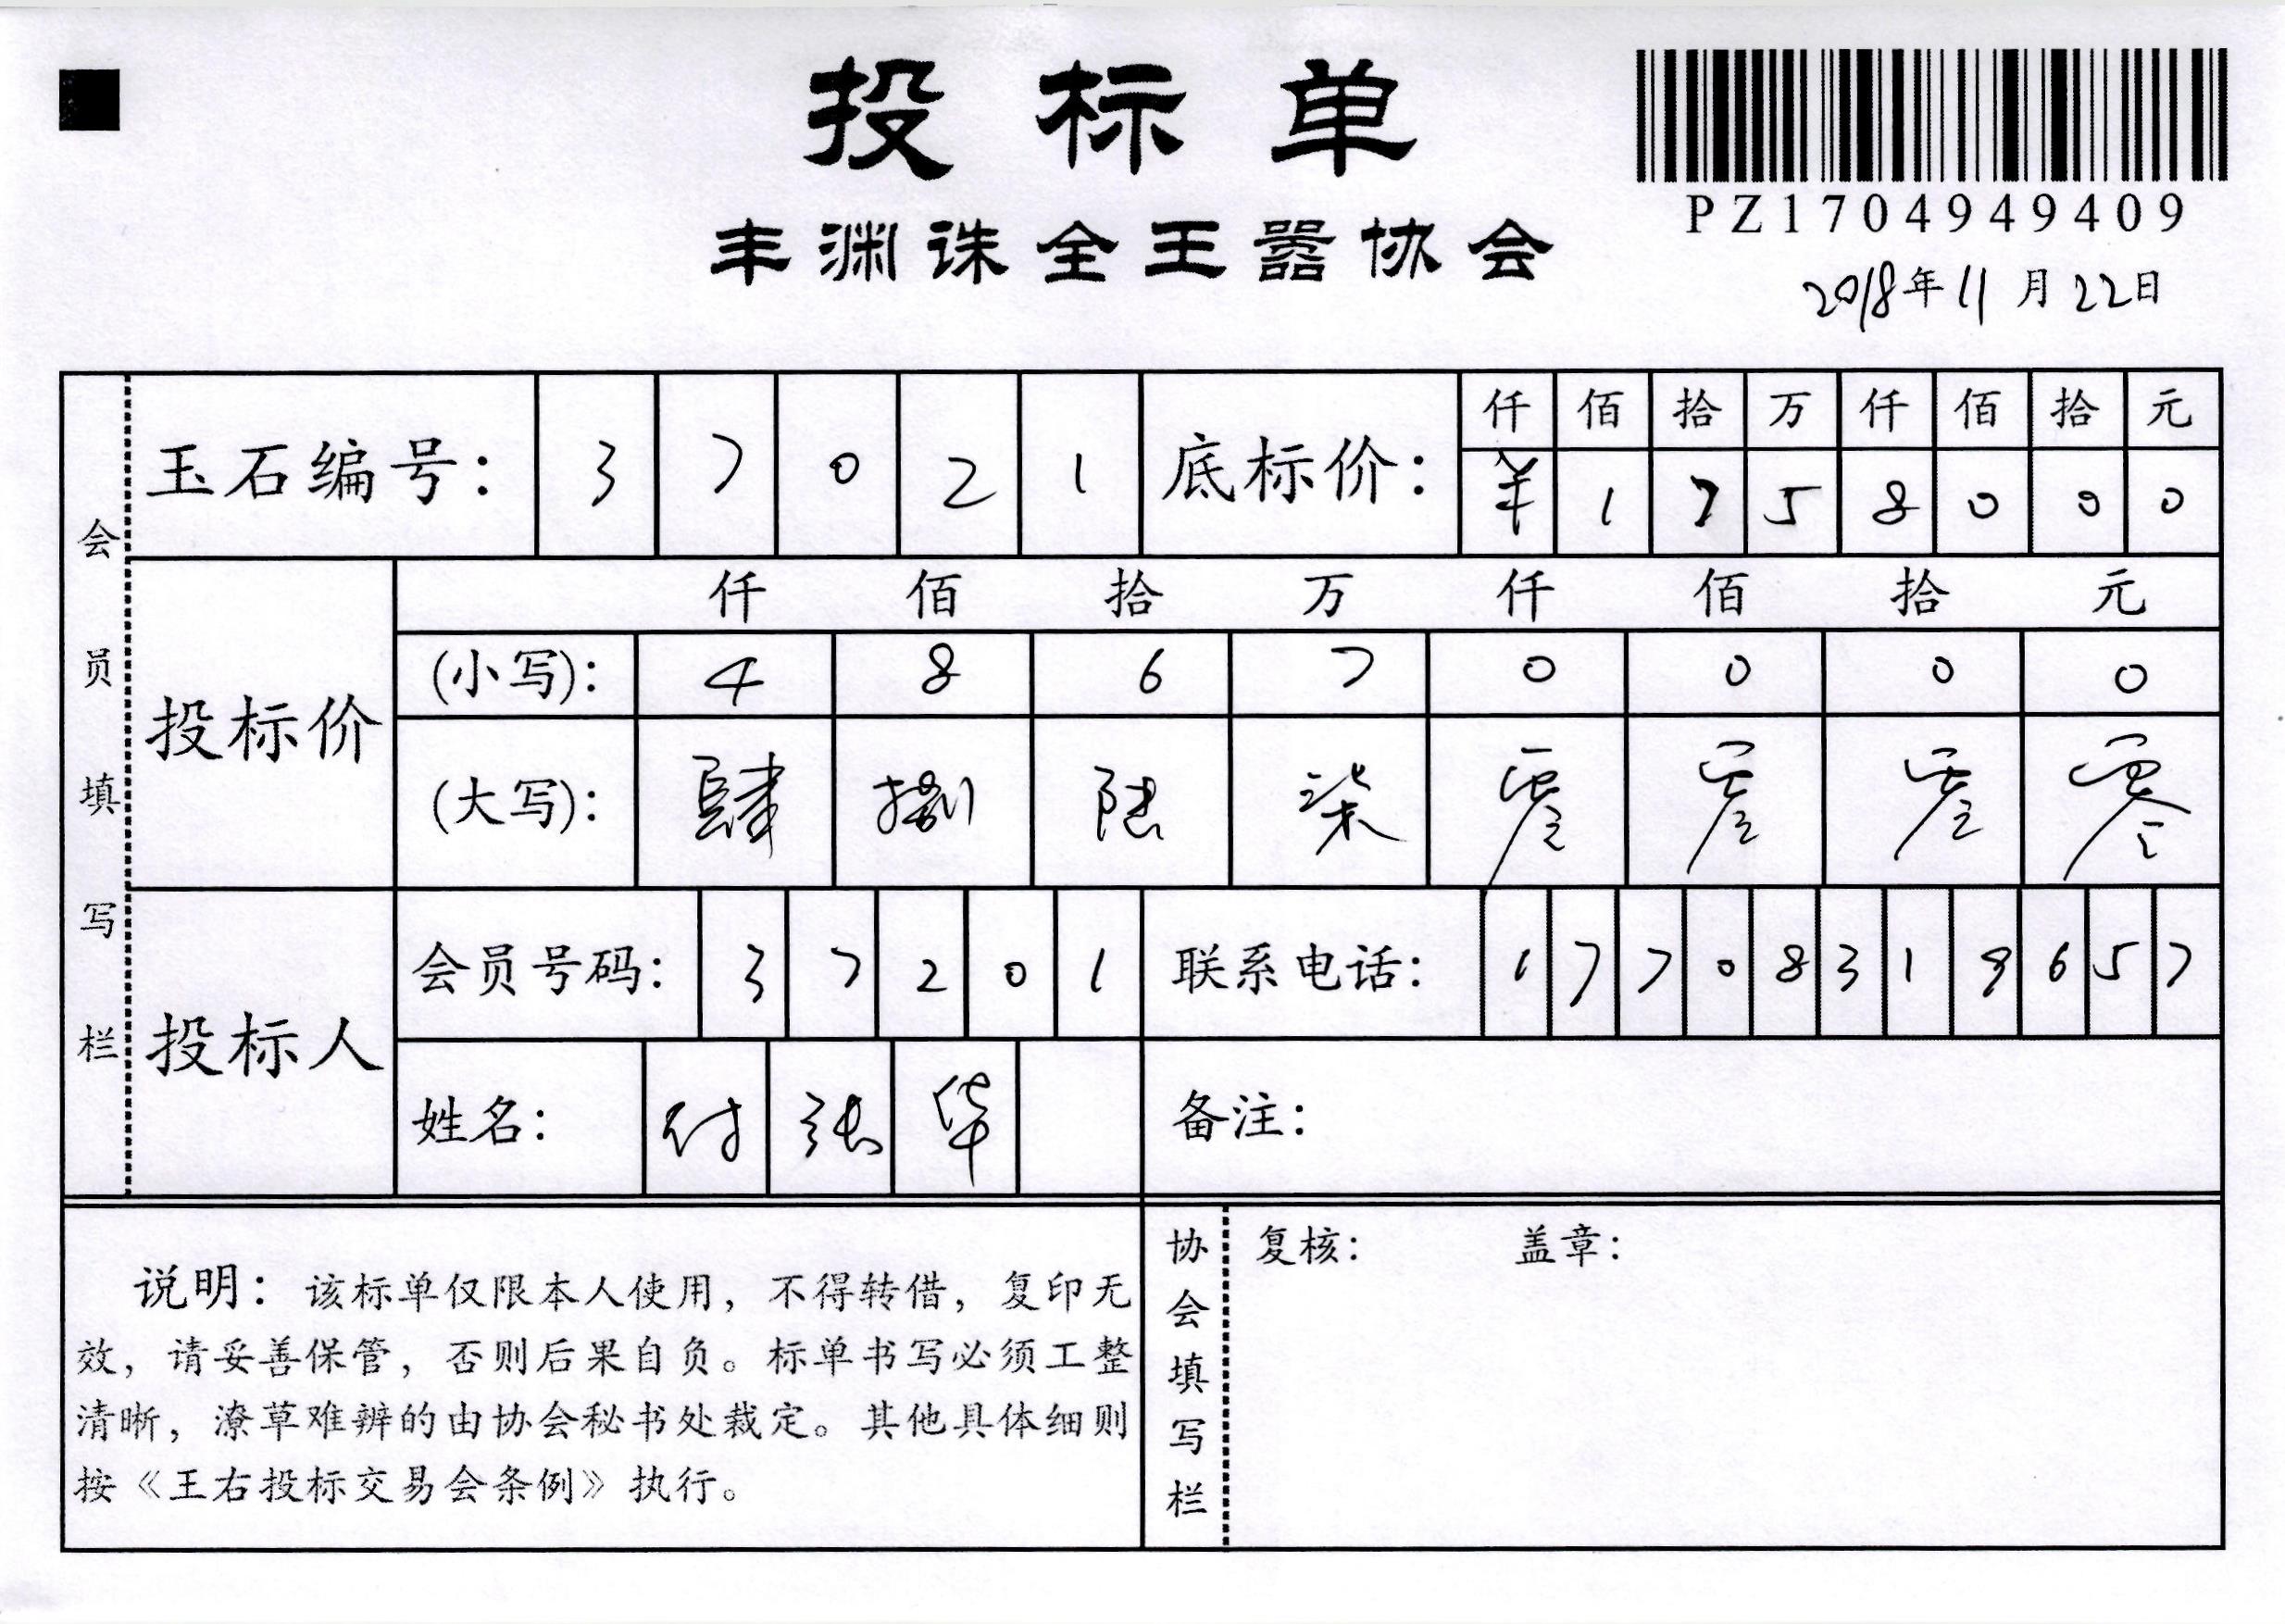 投标单
PZ1704949409
丰渊诛全王嚣协会
2018年11月22日
会员填写栏
玉石编号： 3 7 0 2 1 底标价： 仟 佰 拾 万 仟 佰 拾 元
¥ 1 7 5 8 0 0 0
投标价 仟 佰 拾 万 仟 佰 拾 元
(小写)： 4 8 6 7 0 0 0 0
(大写)： 肆 捌 陆 柒 零 零 零 零
投标人 会员号码： 3 7 2 0 1 联系电话： 1 7 7 0 8 3 1 9 6 5 7
姓名： 付 张 华 备注：
说明：该标单仅限本人使用，不得转借，复印无
效，请妥善保管，否则后果自负。标单书写必须工整
清晰，潦草难辨的由协会秘书处裁定。其他具体细则
按《王右投标交易会条例》执行。
协会填写栏
复核： 盖章：